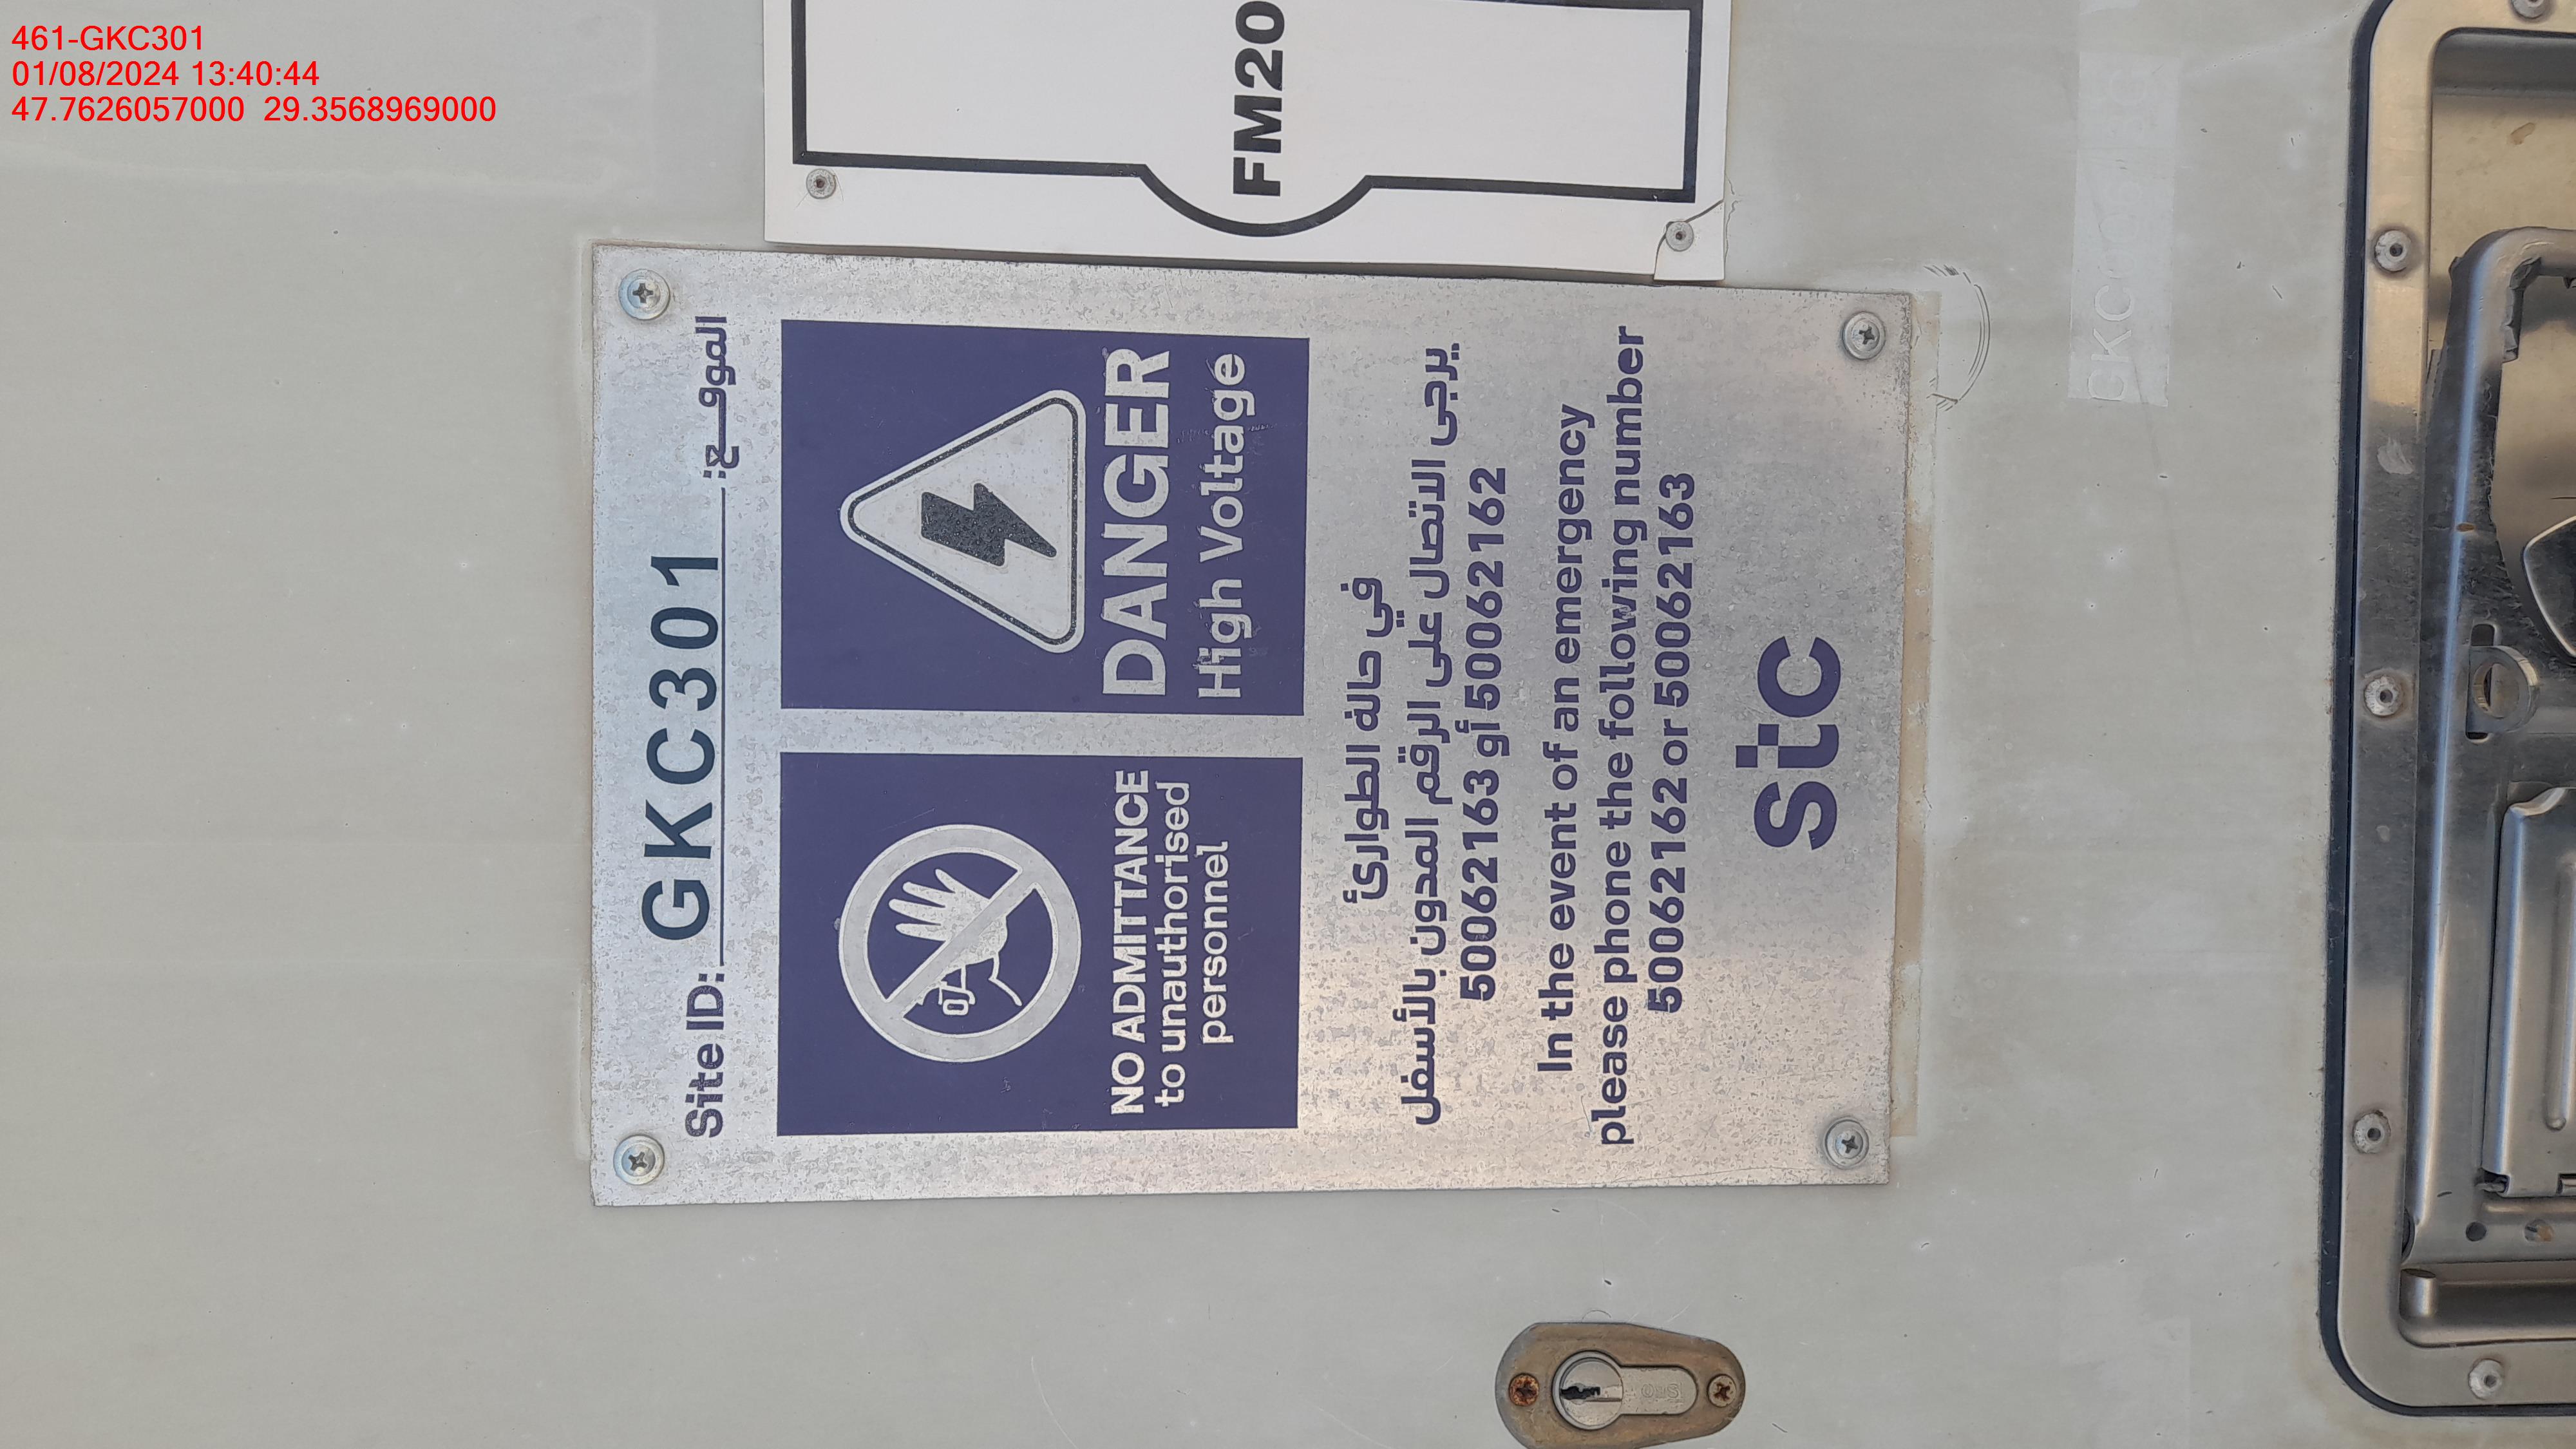 461-GKC301
01/08/2024 13:40:44
47.7626057000 29.3568969000
FM20
Site ID: GKC301 الموقـــع:
NO ADMITTANCE
to unauthorised
personnel
DANGER
High Voltage
في حالة الطوارئ
يرجى الاتصال على الرقم المدون بالأسفل
50062163 أو 50062162
In the event of an emergency
please phone the following number
50062162 or 50062163
stc